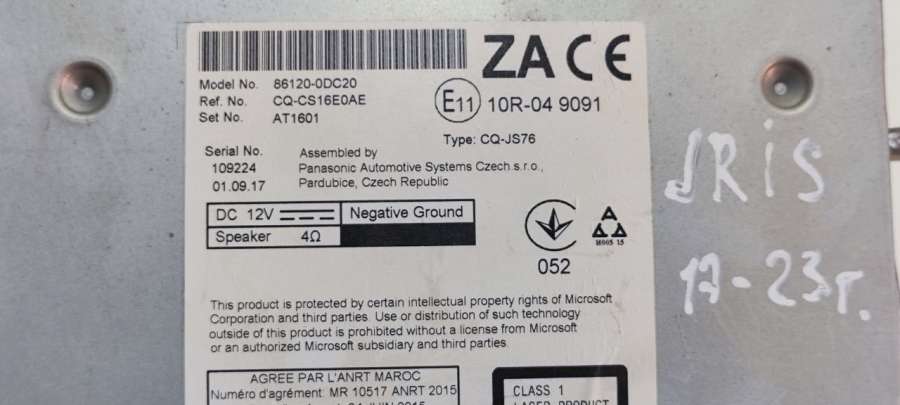 ZA CE
Model No. 86120-0DC20
Ref. No. CQ-CS16E0AE
Set No. AT1601
E11 10R-04 9091
Type: CQ-JS76
Serial No.
109224
01.09.17
Assembled by
Panasonic Automotive Systems Czech s.r.o.,
Pardubice, Czech Republic
DC 12V Negative Ground
Speaker 4Ω
052
A
H005 15
This product is protected by certain intellectual property rights of Microsoft
Corporation and third parties. Use or distribution of such technology
outside of this product is prohibited without a license from Microsoft
or an authorized Microsoft subsidiary and third parties.
AGREE PAR L'ANRT MAROC
Numéro d'agrément: MR 10517 ANRT 2015
CLASS 1
LASER PRODUCT
JRiS
17-23г.